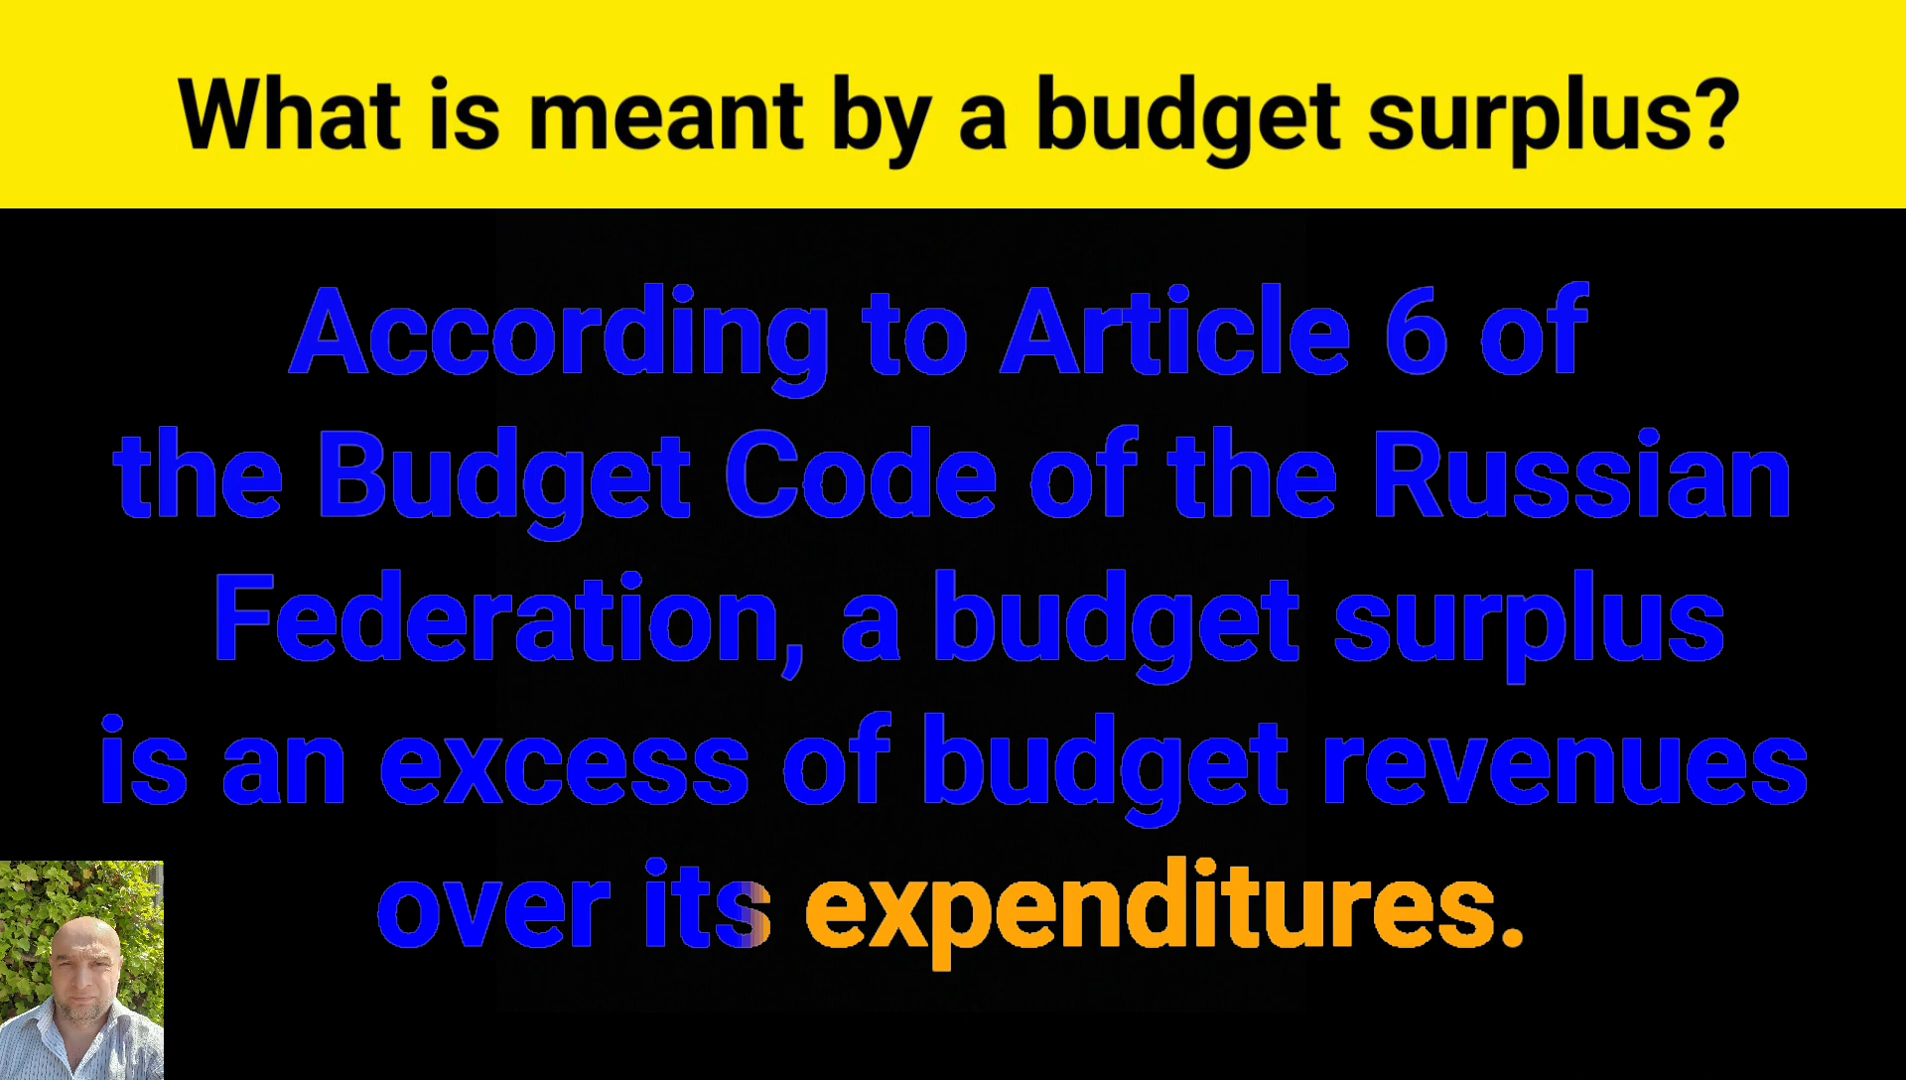 What is meant by a budget surplus?
According to Article 6 of
the Budget Code of the Russian
Federation, a budget surplus
is an excess of budget revenues
over its expenditures.